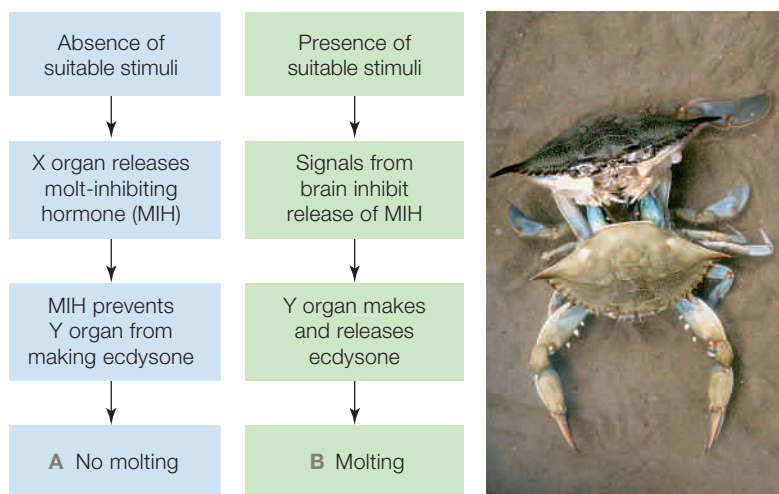 Absence of
suitable stimuli
X organ releases
molt-inhibiting
hormone (MIH)
MIH prevents
Y organ from
making ecdysone
A No molting
Presence of
suitable stimuli
Signals from
brain inhibit
release of MIH
Y organ makes
and releases
ecdysone
B Molting